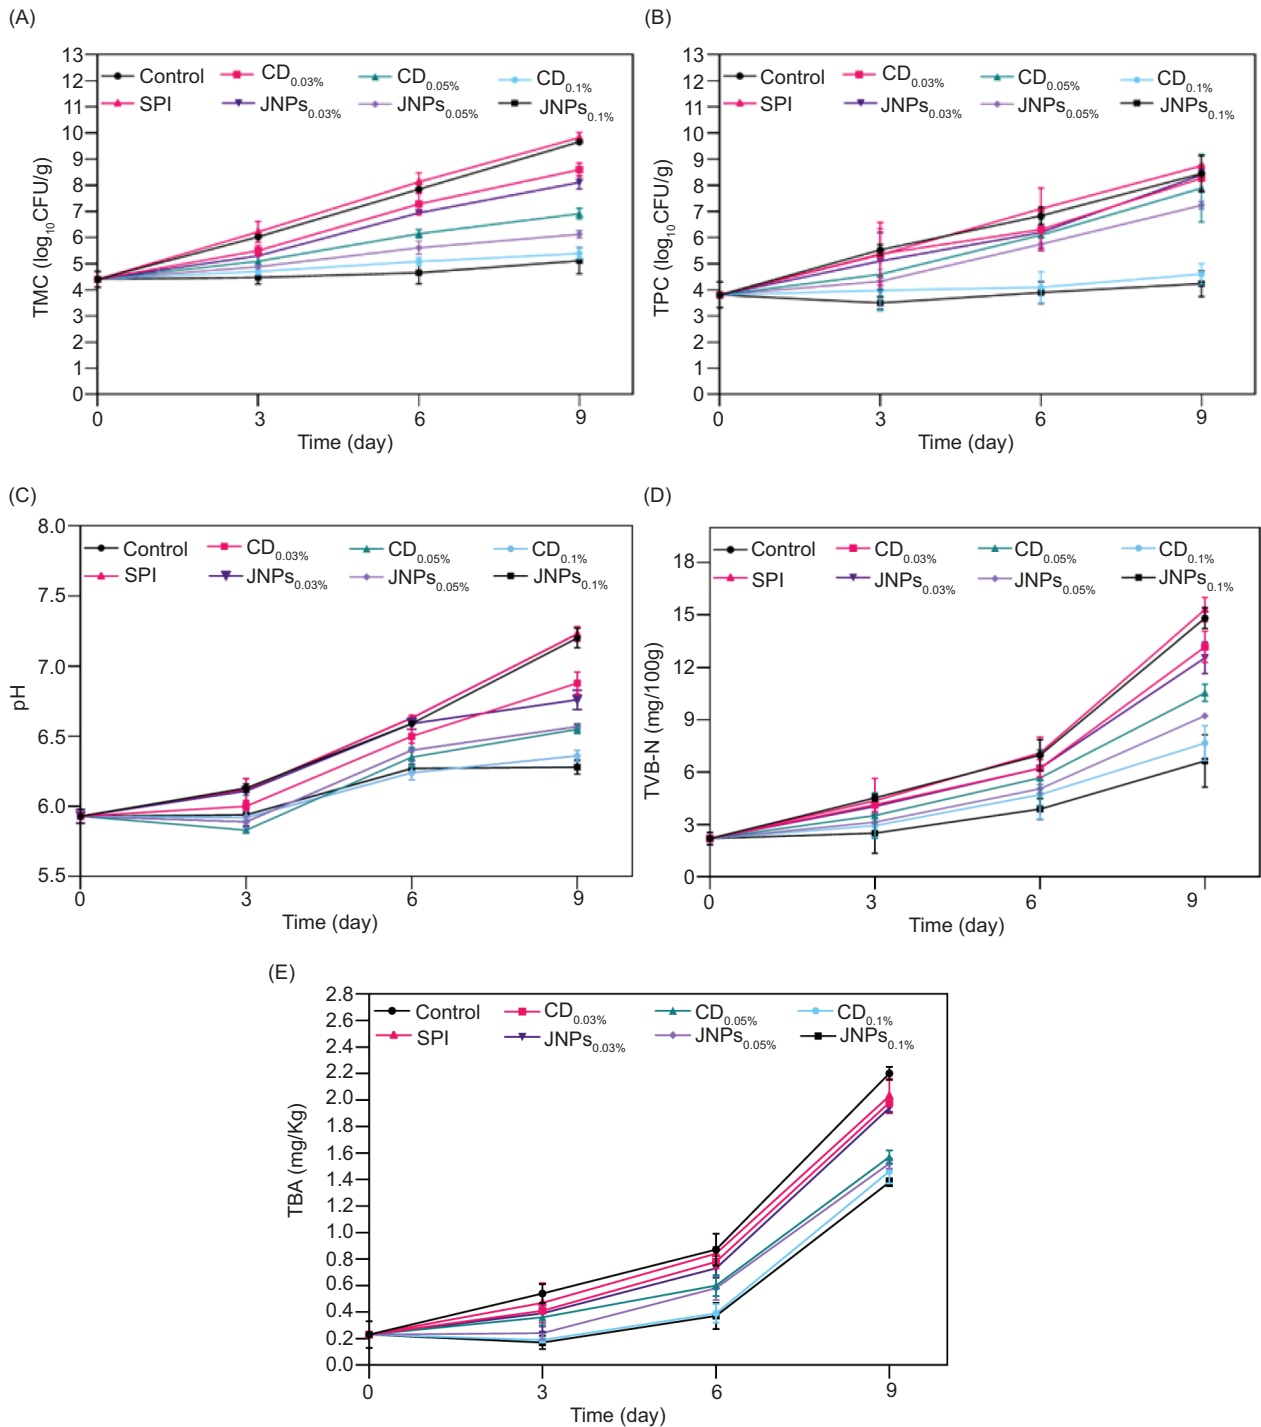 (A)
13
12
11
10
9
8
7
6
5
4
3
2
1
0
TMC (log₁₀CFU/g)
Control
CD₀.₀₃%
CD₀.₀₅%
CD₀.₁%
SPI
JNPs₀.₀₃%
JNPs₀.₀₅%
JNPs₀.₁%
0 3 6 9
Time (day)
(B)
13
12
11
10
9
8
7
6
5
4
3
2
1
0
TPC (log₁₀CFU/g)
Control
CD₀.₀₃%
CD₀.₀₅%
CD₀.₁%
SPI
JNPs₀.₀₃%
JNPs₀.₀₅%
JNPs₀.₁%
0 3 6 9
Time (day)
(C)
8.0
7.5
7.0
6.5
6.0
5.5
pH
Control
CD₀.₀₃%
CD₀.₀₅%
CD₀.₁%
SPI
JNPs₀.₀₃%
JNPs₀.₀₅%
JNPs₀.₁%
0 3 6 9
Time (day)
(D)
18
15
12
9
6
3
0
TVB-N (mg/100g)
Control
CD₀.₀₃%
CD₀.₀₅%
CD₀.₁%
SPI
JNPs₀.₀₃%
JNPs₀.₀₅%
JNPs₀.₁%
0 3 6 9
Time (day)
(E)
2.8
2.6
2.4
2.2
2.0
1.8
1.6
1.4
1.2
1.0
0.8
0.6
0.4
0.2
0.0
TBA (mg/Kg)
Control
CD₀.₀₃%
CD₀.₀₅%
CD₀.₁%
SPI
JNPs₀.₀₃%
JNPs₀.₀₅%
JNPs₀.₁%
0 3 6 9
Time (day)